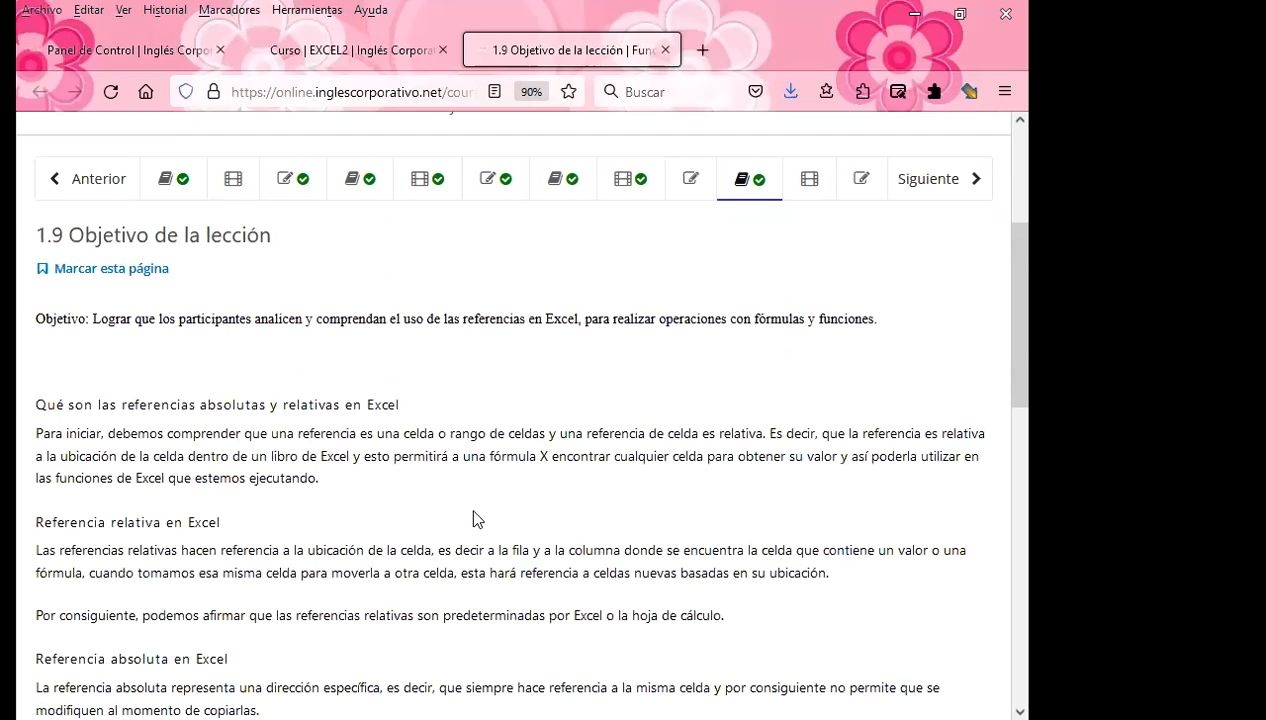 Archivo Editar Ver Historial Marcadores Herramientas Ayuda
Panel de Control | Inglés Corpo
Curso | EXCEL2 | Inglés Corpora
1.9 Objetivo de la lección | Func
https://online.inglescorporativo.net/cour
90%
Buscar
Anterior
Siguiente
1.9 Objetivo de la lección
Marcar esta página
Objetivo: Lograr que los participantes analicen y comprendan el uso de las referencias en Excel, para realizar operaciones con fórmulas y funciones.
Qué son las referencias absolutas y relativas en Excel
Para iniciar, debemos comprender que una referencia es una celda o rango de celdas y una referencia de celda es relativa. Es decir, que la referencia es relativa
a la ubicación de la celda dentro de un libro de Excel y esto permitirá a una fórmula X encontrar cualquier celda para obtener su valor y así poderla utilizar en
las funciones de Excel que estemos ejecutando.
Referencia relativa en Excel
Las referencias relativas hacen referencia a la ubicación de la celda, es decir a la fila y a la columna donde se encuentra la celda que contiene un valor o una
fórmula, cuando tomamos esa misma celda para moverla a otra celda, esta hará referencia a celdas nuevas basadas en su ubicación.
Por consiguiente, podemos afirmar que las referencias relativas son predeterminadas por Excel o la hoja de cálculo.
Referencia absoluta en Excel
La referencia absoluta representa una dirección específica, es decir, que siempre hace referencia a la misma celda y por consiguiente no permite que se
modifiquen al momento de copiarlas.